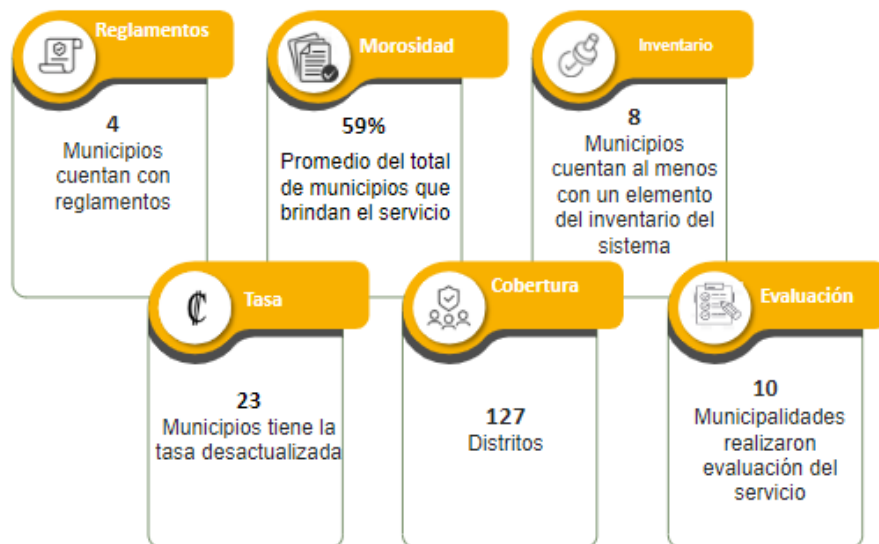 Reglamentos
4
Municipios
cuentan con
reglamentos
Morosidad
59%
Promedio del total
de municipios que
brindan el servicio
Inventario
8
Municipios
cuentan al menos
con un elemento
del inventario del
sistema
₡
Tasa
23
Municipios tiene la
tasa desactualizada
Cobertura
127
Distritos
Evaluación
10
Municipalidades
realizaron
evaluación del
servicio